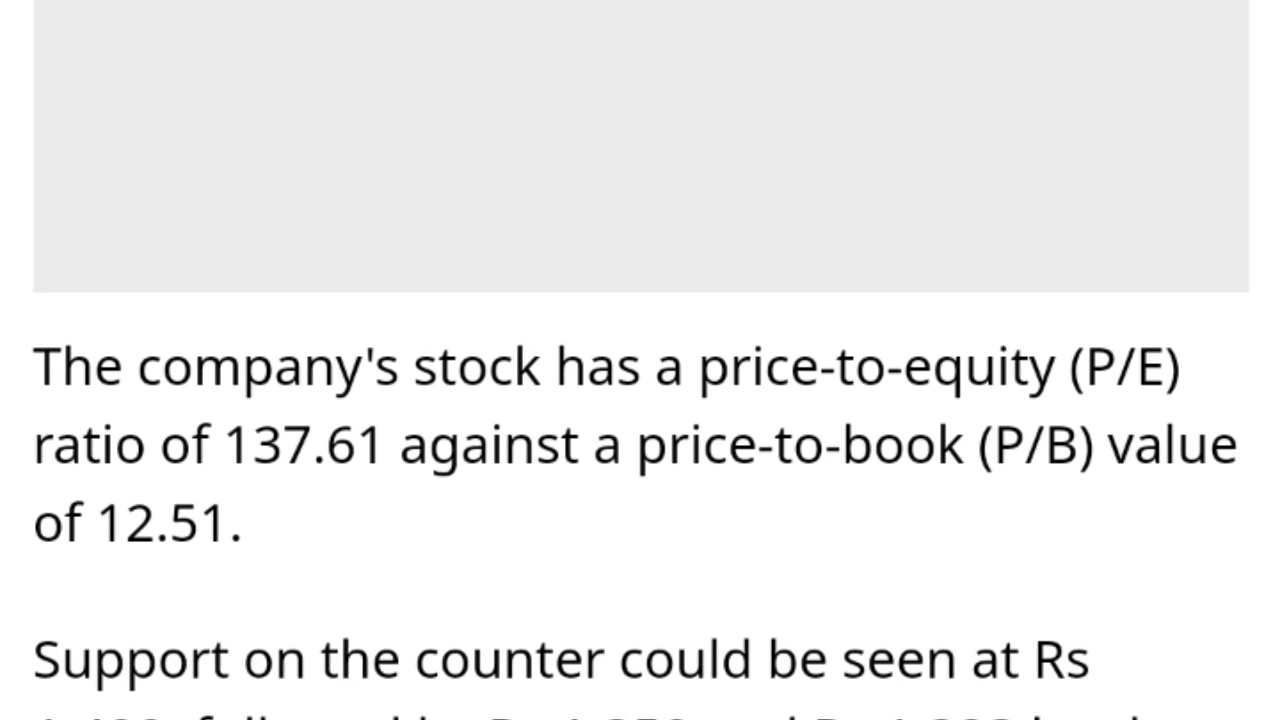 The company's stock has a price-to-equity (P/E)
ratio of 137.61 against a price-to-book (P/B) value
of 12.51.
Support on the counter could be seen at Rs